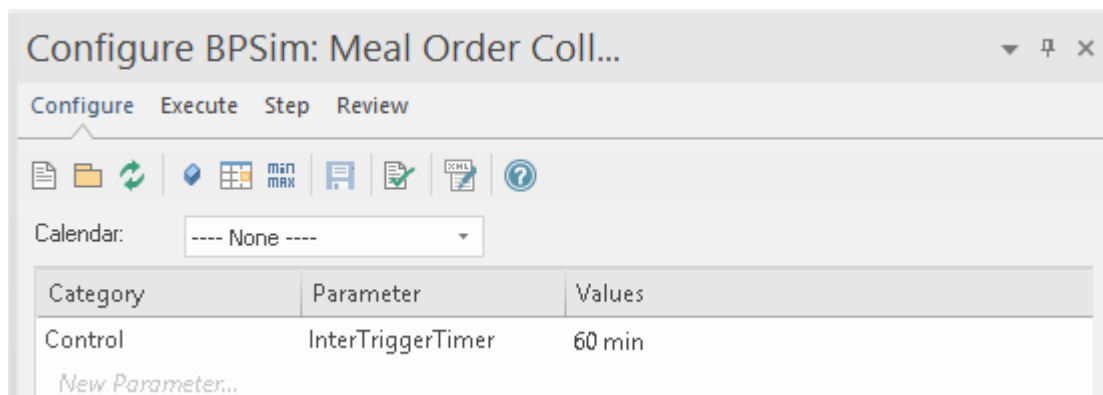 Configure BPSim: Meal Order Coll...
Configure Execute Step Review
min
max
XML
Calendar: ---- None ----
Category Parameter Values
Control InterTriggerTimer 60 min
New Parameter...